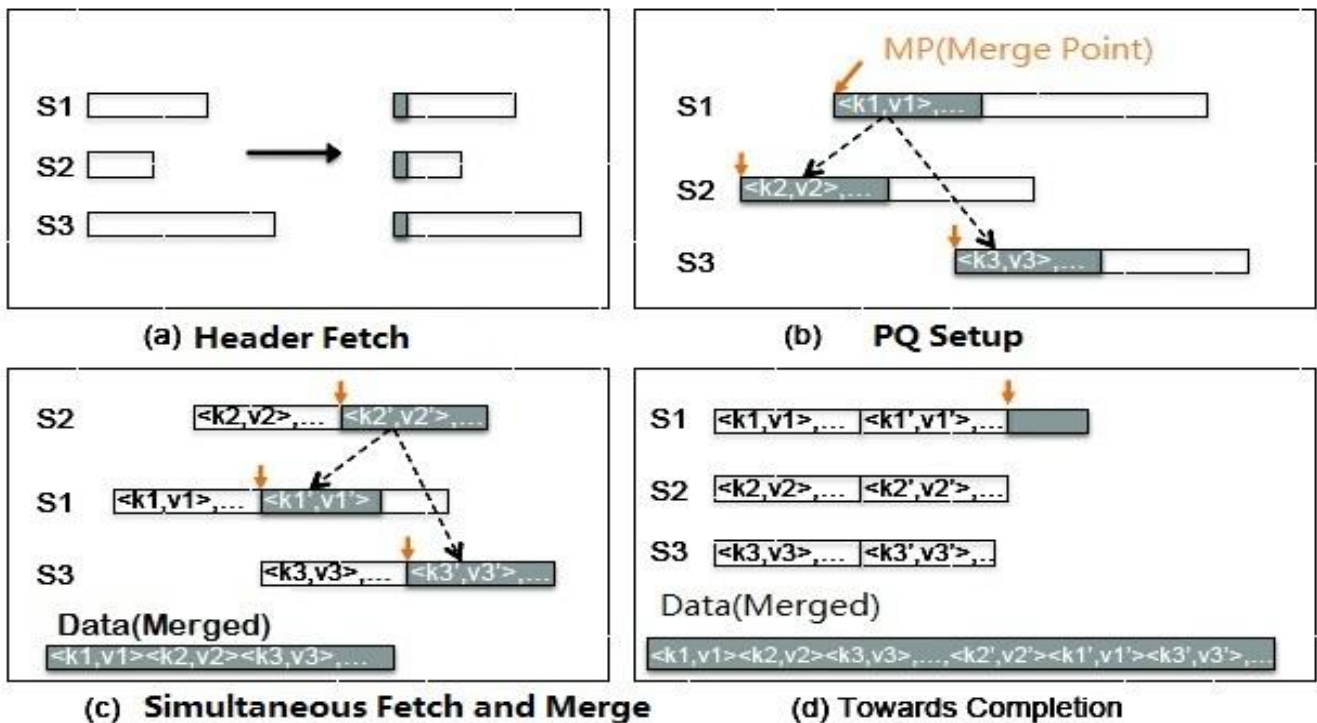 S1
S2
S3
(a) Header Fetch
MP(Merge Point)
S1 <k1,v1>,...
S2 <k2,v2>,...
S3 <k3,v3>,...
(b) PQ Setup
S2 <k2,v2>,... <k2',v2'>,...
S1 <k1,v1>,... <k1',v1'>
S3 <k3,v3>,... <k3',v3'>,...
Data(Merged)
<k1,v1><k2,v2><k3,v3>,...
(c) Simultaneous Fetch and Merge
S1 <k1,v1>,... <k1',v1'>,...
S2 <k2,v2>,... <k2',v2'>,...
S3 <k3,v3>,... <k3',v3'>,..
Data(Merged)
<k1,v1><k2,v2><k3,v3>,...,<k2',v2'><k1',v1'><k3',v3'>,...
(d) Towards Completion